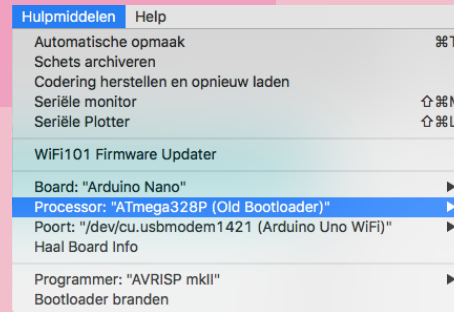 Hulpmiddelen Help
Automatische opmaak ⌘T
Schets archiveren
Codering herstellen en opnieuw laden
Seriële monitor ⇧⌘M
Seriële Plotter ⇧⌘L
WiFi101 Firmware Updater
Board: "Arduino Nano"
Processor: "ATmega328P (Old Bootloader)"
Poort: "/dev/cu.usbmodem1421 (Arduino Uno WiFi)"
Haal Board Info
Programmer: "AVRISP mkII"
Bootloader branden